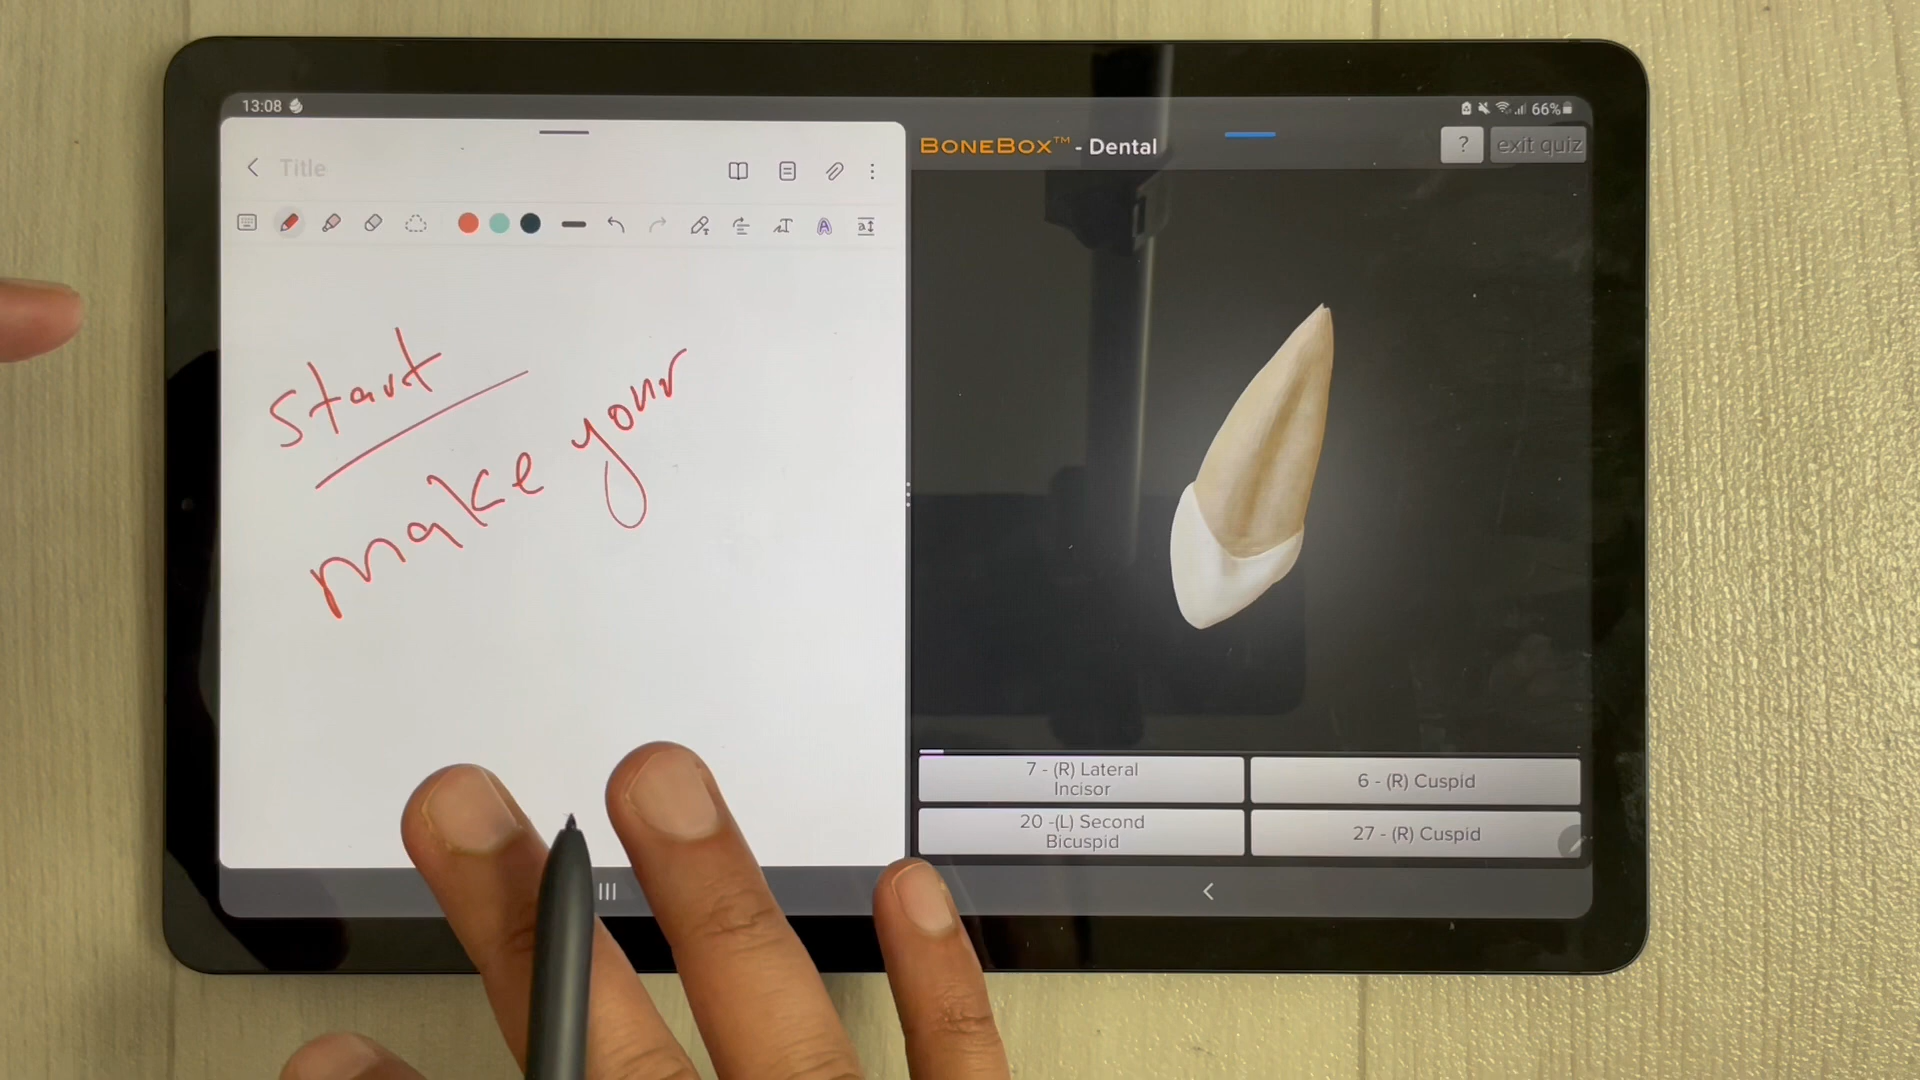 13:08
66%
Title
start
make your
BONEBOX™ - Dental
?
exit quiz
7 - (R) Lateral
Incisor
6 - (R) Cuspid
20 -(L) Second
Bicuspid
27 - (R) Cuspid